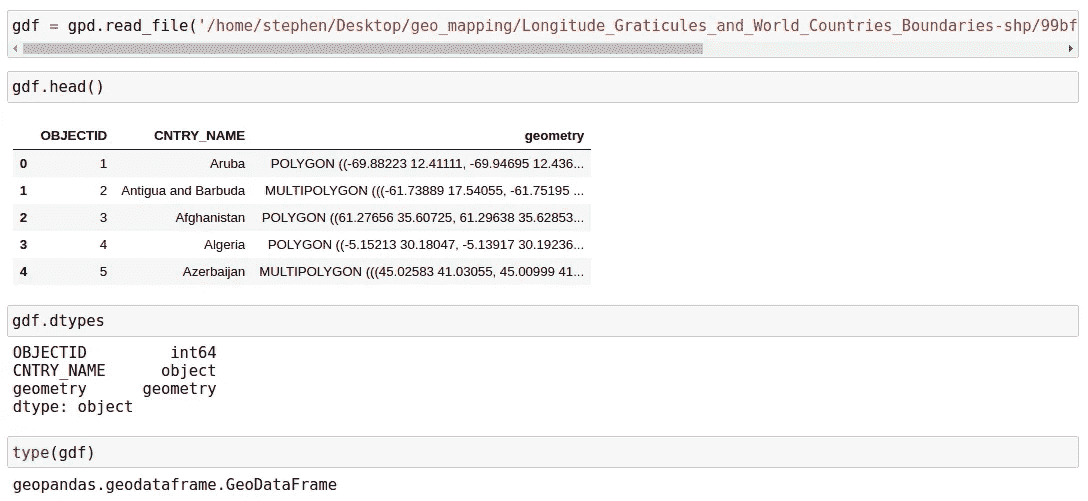 gdf = gpd.read_file('/home/stephen/Desktop/geo_mapping/Longitude_Graticules_and_World_Countries_Boundaries-shp/99bf
gdf.head()
OBJECTID CNTRY_NAME geometry
0 1 Aruba POLYGON ((-69.88223 12.41111, -69.94695 12.436...
1 2 Antigua and Barbuda MULTIPOLYGON (((-61.73889 17.54055, -61.75195 ...
2 3 Afghanistan POLYGON ((61.27656 35.60725, 61.29638 35.62853...
3 4 Algeria POLYGON ((-5.15213 30.18047, -5.13917 30.19236...
4 5 Azerbaijan MULTIPOLYGON (((45.02583 41.03055, 45.00999 41...
gdf.dtypes
OBJECTID int64
CNTRY_NAME object
geometry geometry
dtype: object
type(gdf)
geopandas.geodataframe.GeoDataFrame